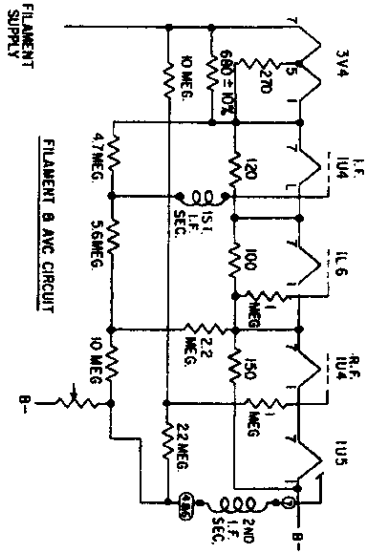 FILAMENT
SUPPLY
10 MEG.
680 ± 10%
270
7
5
1
3V4
FILAMENT & AVC CIRCUIT
4.7 MEG.
1ST.
I.F.
SEC.
120
7
1
I.F.
1U4
5.6 MEG.
100
1
MEG
7
1
1L6
10 MEG
2.2
MEG.
150
1
MEG
7
1
R.F.
1U4
B-
2.2 MEG.
2ND
I.F.
SEC.
7
7
1
1U5
B-